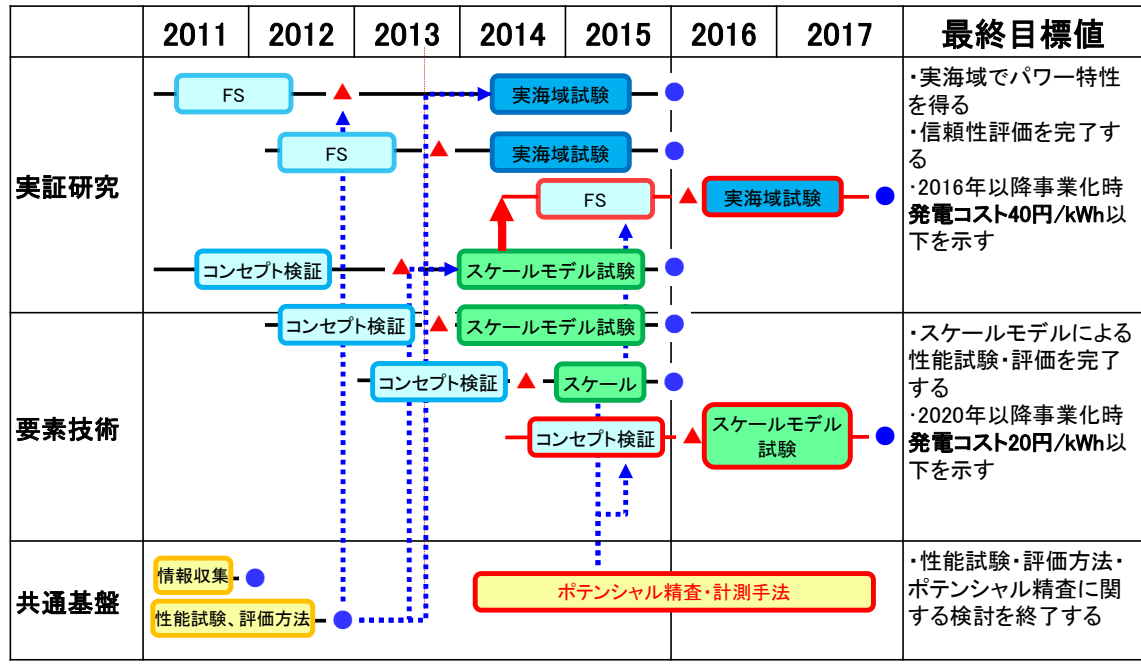 2011 2012 2013 2014 2015 2016 2017 最終目標値
実証研究
FS
実海域試験
FS
実海域試験
FS
実海域試験
コンセプト検証
スケールモデル試験
・実海域でパワー特性
を得る
・信頼性評価を完了す
る
・2016年以降事業化時
発電コスト40円/kWh以
下を示す
要素技術
コンセプト検証
スケールモデル試験
コンセプト検証
スケール
コンセプト検証
スケールモデル
試験
・スケールモデルによる
性能試験・評価を完了
する
・2020年以降事業化時
発電コスト20円/kWh以
下を示す
共通基盤
情報収集
性能試験、評価方法
ポテンシャル精査・計測手法
・性能試験・評価方法・
ポテンシャル精査に関
する検討を終了する